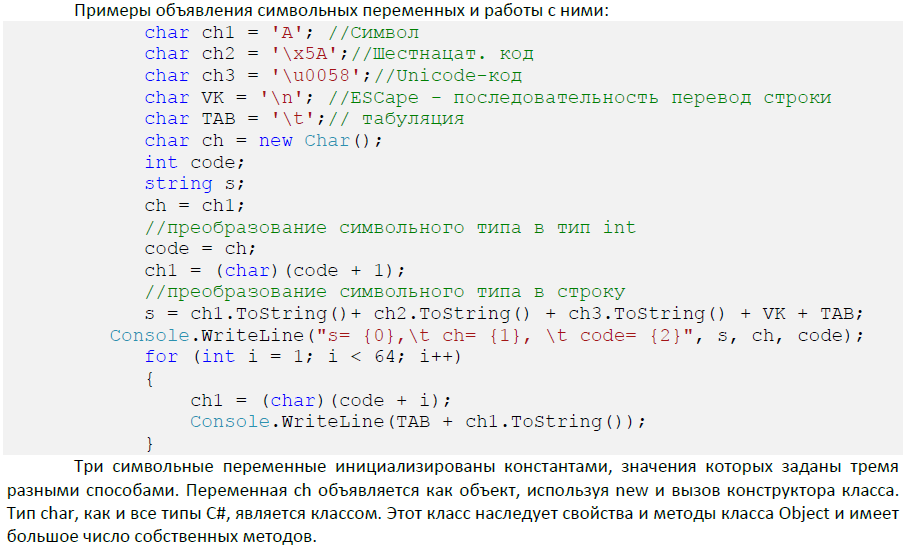 Примеры объявления символьных переменных и работы с ними:
char ch1 = 'A'; //Символ
char ch2 = '\x5A';//Шестнацат. код
char ch3 = '\u0058';//Unicode-код
char VK = '\n'; //ESCape - последовательность перевод строки
char TAB = '\t';// табуляция
char ch = new Char();
int code;
string s;
ch = ch1;
//преобразование символьного типа в тип int
code = ch;
ch1 = (char)(code + 1);
//преобразование символьного типа в строку
s = ch1.ToString()+ ch2.ToString() + ch3.ToString() + VK + TAB;
Console.WriteLine("s= {0},\t ch= {1}, \t code= {2}", s, ch, code);
for (int i = 1; i < 64; i++)
{
ch1 = (char)(code + i);
Console.WriteLine(TAB + ch1.ToString());
}
Три символьные переменные инициализированы константами, значения которых заданы тремя
разными способами. Переменная ch объявляется как объект, используя new и вызов конструктора класса.
Тип char, как и все типы C#, является классом. Этот класс наследует свойства и методы класса Object и имеет
большое число собственных методов.